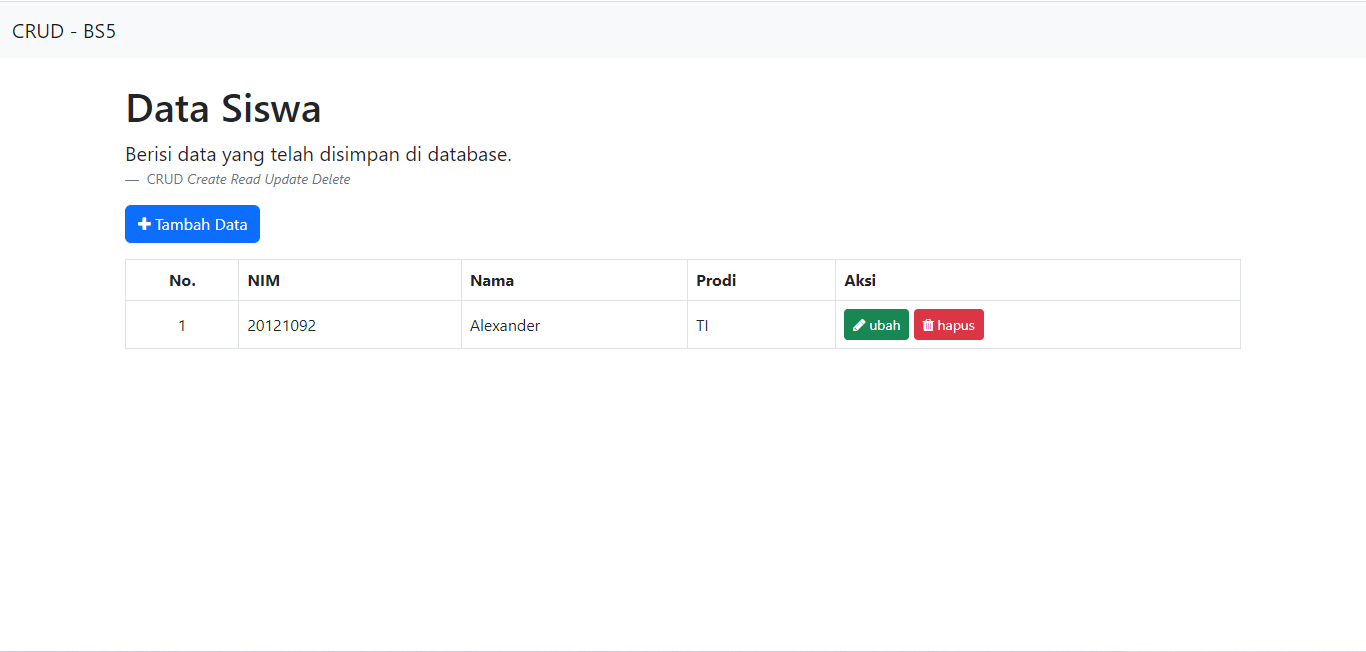 CRUD - BS5
Data Siswa
Berisi data yang telah disimpan di database.
— CRUD Create Read Update Delete
Tambah Data
No. NIM Nama Prodi Aksi
1 20121092 Alexander TI ubah hapus